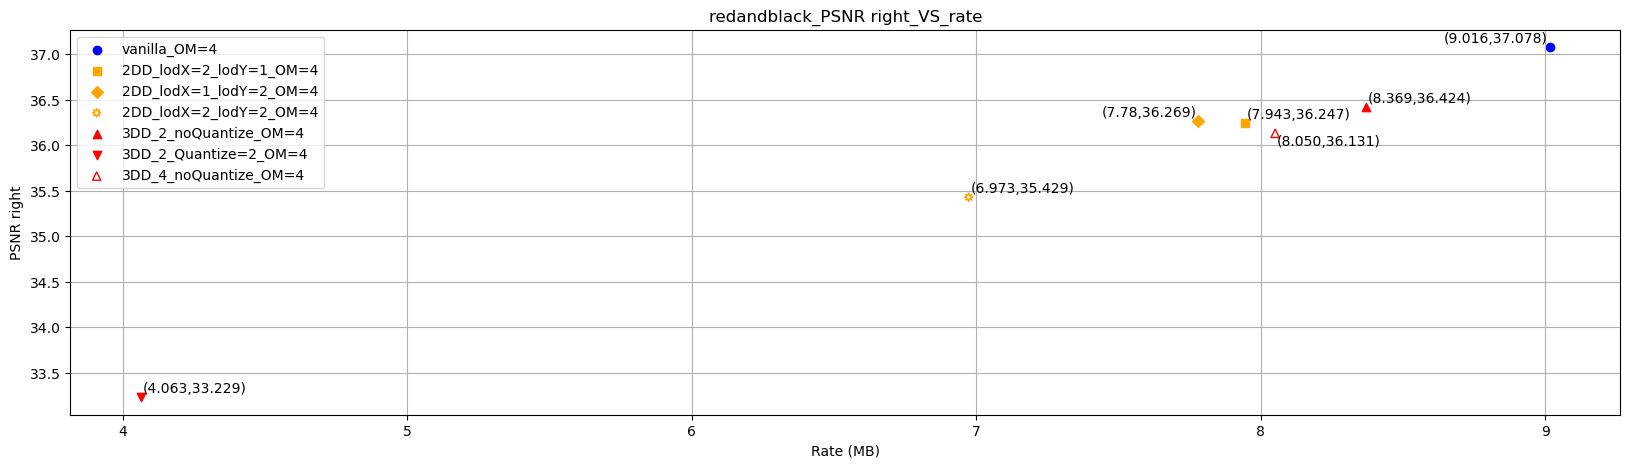 redandblack_PSNR right_VS_rate
vanilla_OM=4
2DD_lodX=2_lodY=1_OM=4
2DD_lodX=1_lodY=2_OM=4
2DD_lodX=2_lodY=2_OM=4
3DD_2_noQuantize_OM=4
3DD_2_Quantize=2_OM=4
3DD_4_noQuantize_OM=4
(9.016,37.078)
(8.369,36.424)
(7.78,36.269)
(7.943,36.247)
(8.050,36.131)
(6.973,35.429)
(4.063,33.229)
PSNR right
37.0
36.5
36.0
35.5
35.0
34.5
34.0
33.5
4 5 6 7 8 9
Rate (MB)